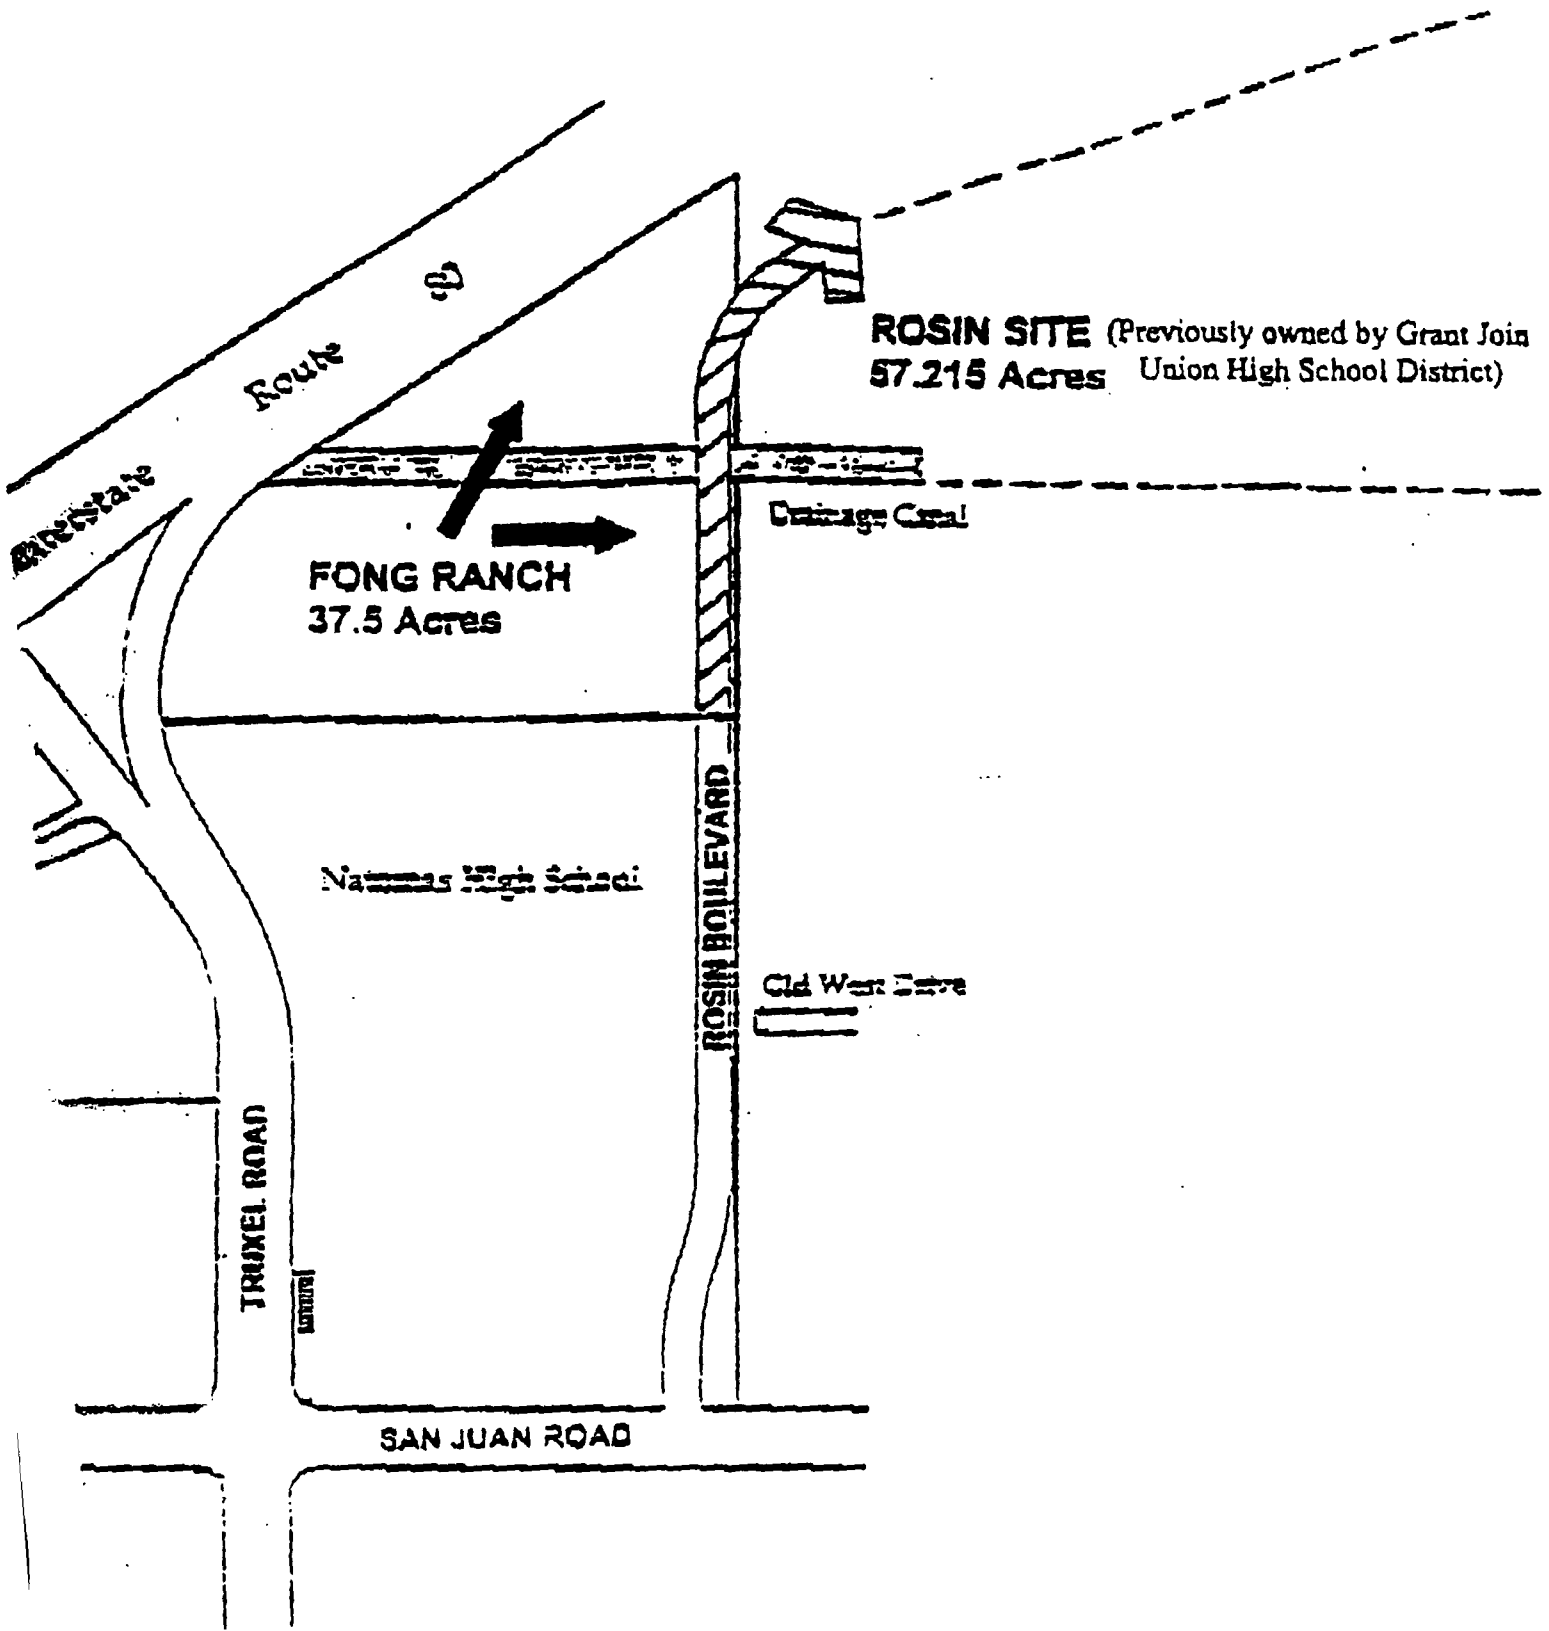 Interstate
Route
ROSIN SITE (Previously owned by Grant Join
57.215 Acres Union High School District)
Drainage Canal
FONG RANCH
37.5 Acres
ROSIN BOULEVARD
Natomas High School
Old West Drive
TRUXEL ROAD
SAN JUAN ROAD